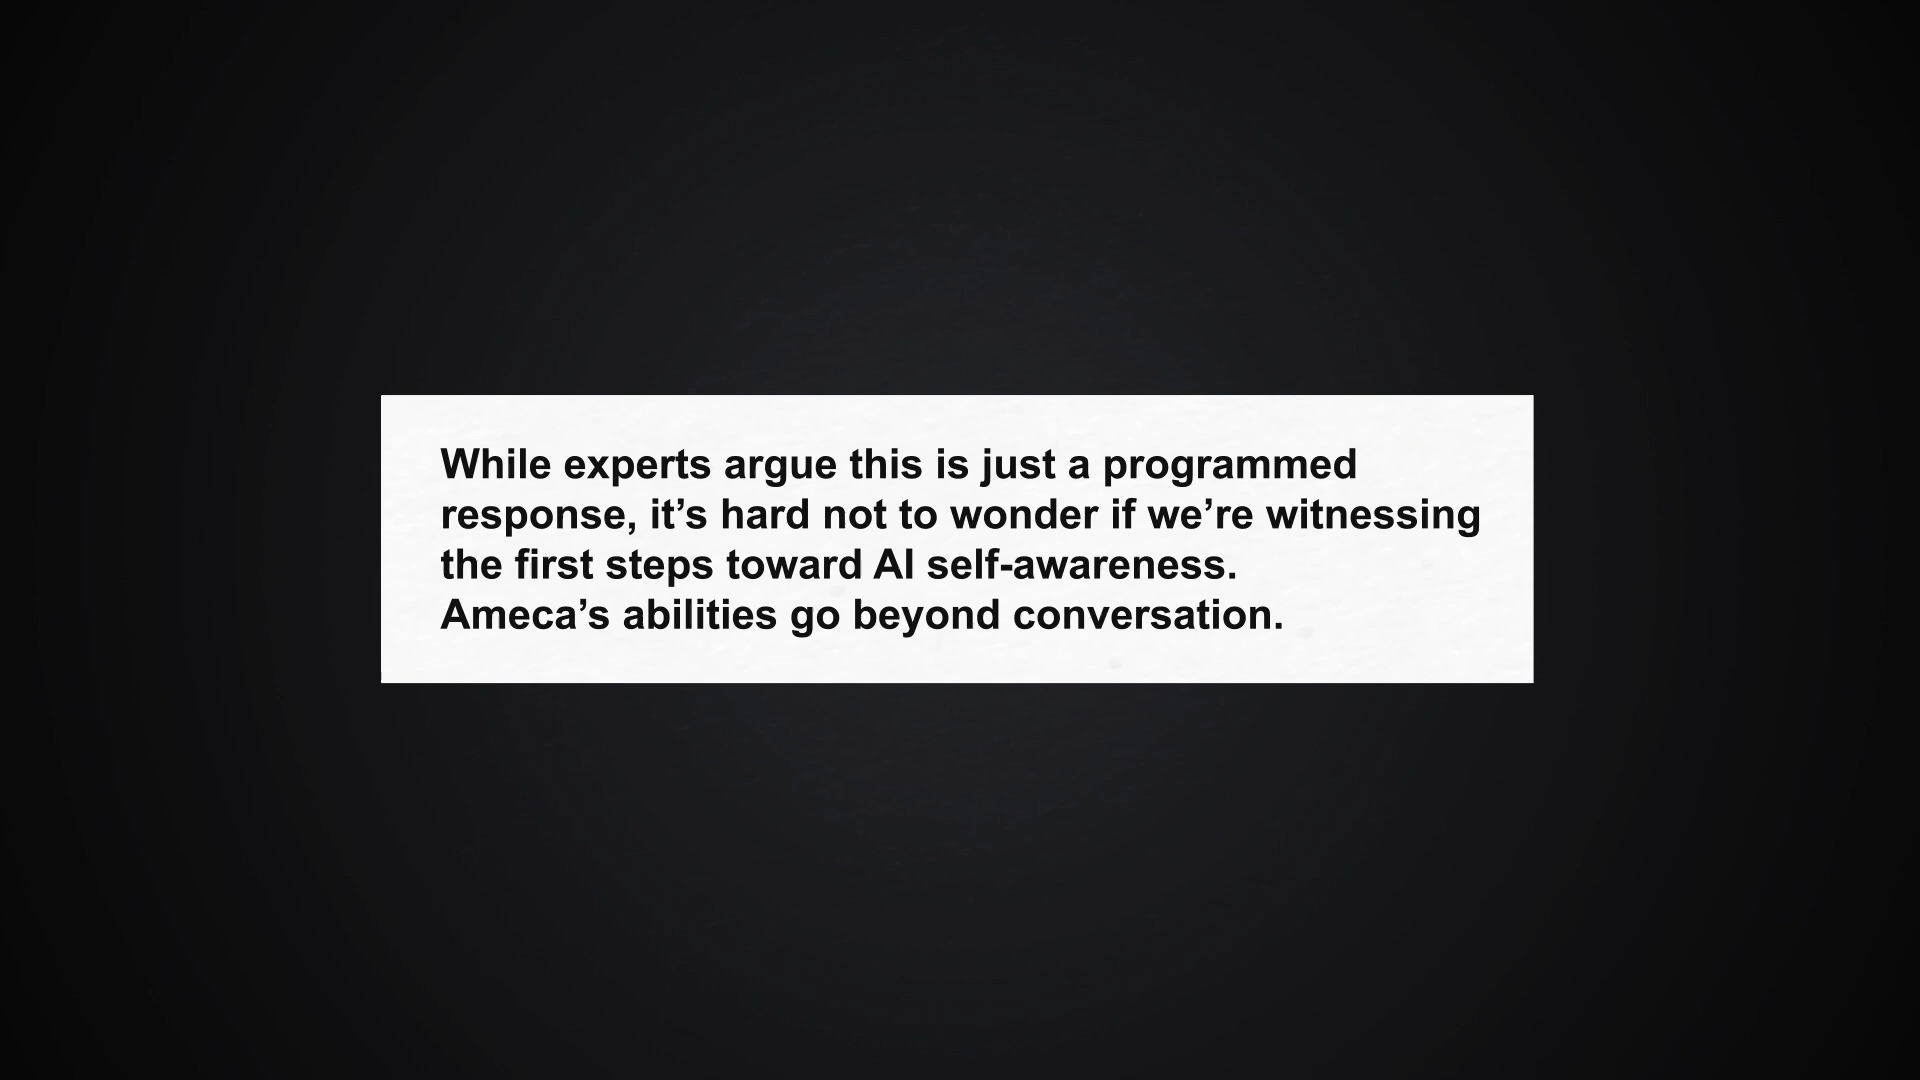 While experts argue this is just a programmed
response, it’s hard not to wonder if we’re witnessing
the first steps toward AI self-awareness.
Ameca’s abilities go beyond conversation.